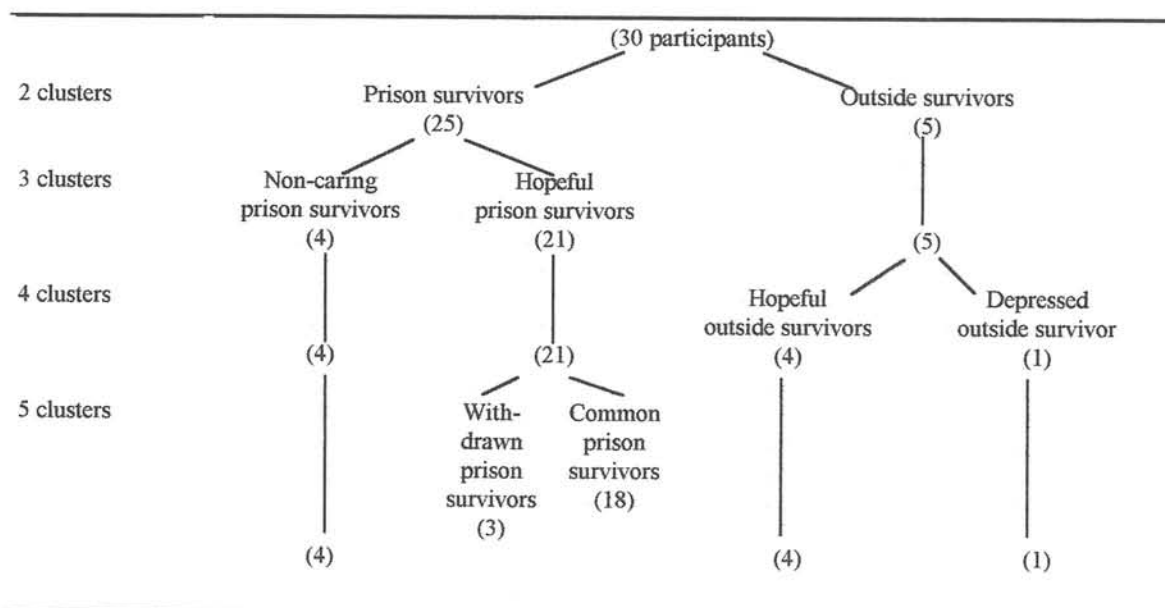 (30 participants)
2 clusters
Prison survivors
(25)
Outside survivors
(5)
3 clusters
Non-caring
prison survivors
(4)
Hopeful
prison survivors
(21)
(5)
4 clusters
Hopeful
outside survivors
(4)
Depressed
outside survivor
(1)
(4)
(21)
5 clusters
With-
drawn
prison
survivors
(3)
Common
prison
survivors
(18)
(4)
(4)
(1)